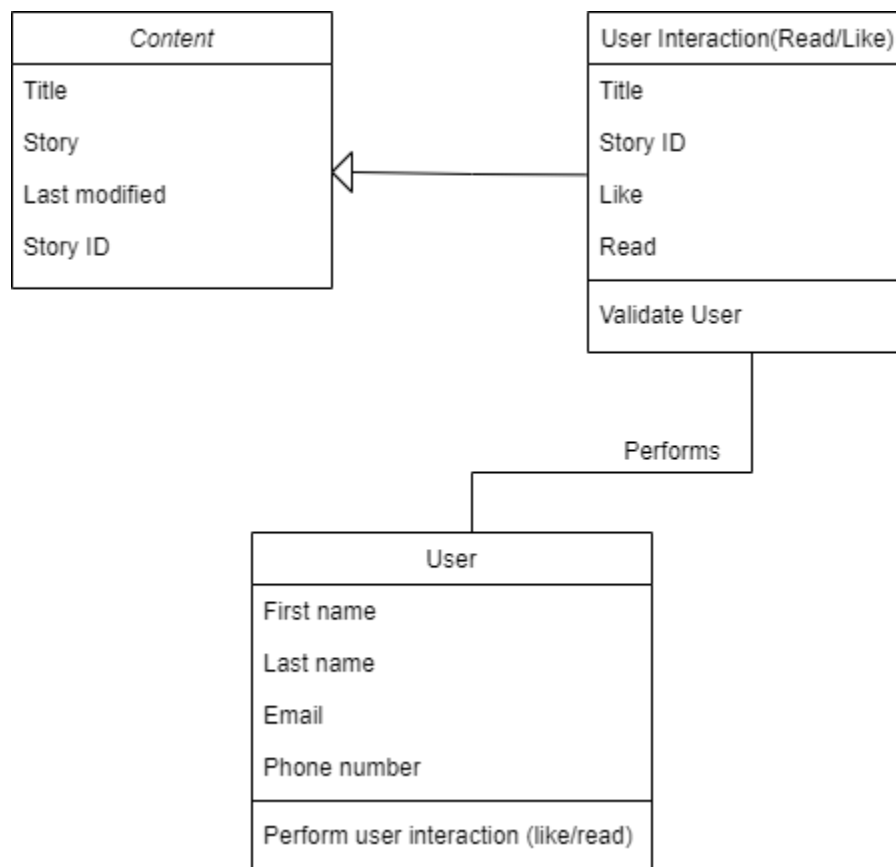 Content
Title
Story
Last modified
Story ID
User Interaction(Read/Like)
Title
Story ID
Like
Read
Validate User
Performs
User
First name
Last name
Email
Phone number
Perform user interaction (like/read)